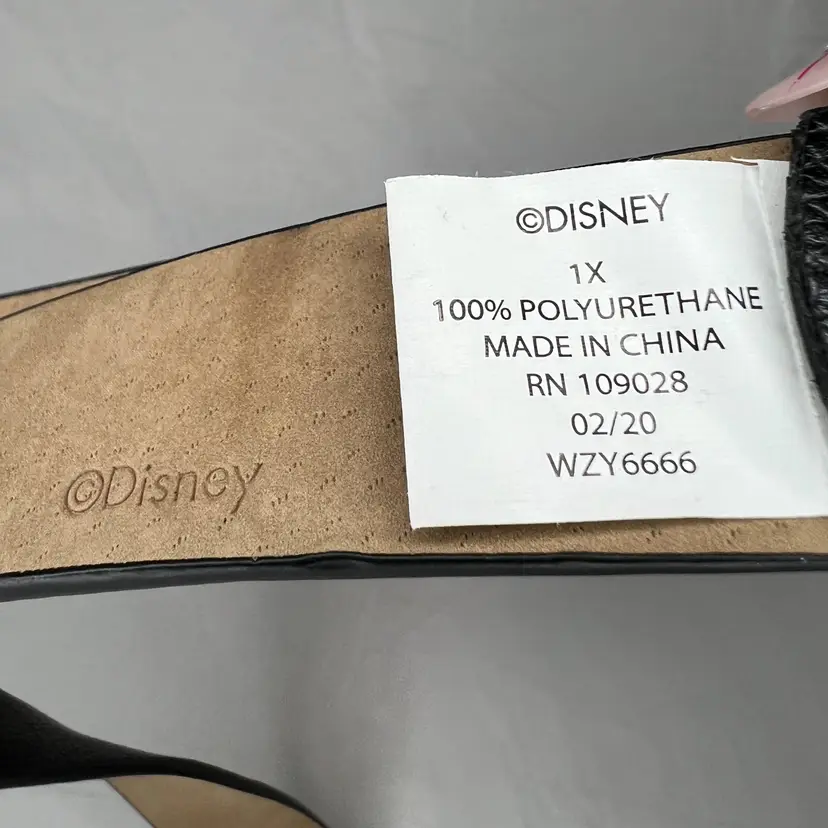 ©DISNEY
1X
100% POLYURETHANE
MADE IN CHINA
RN 109028
02/20
WZY6666
©Disney